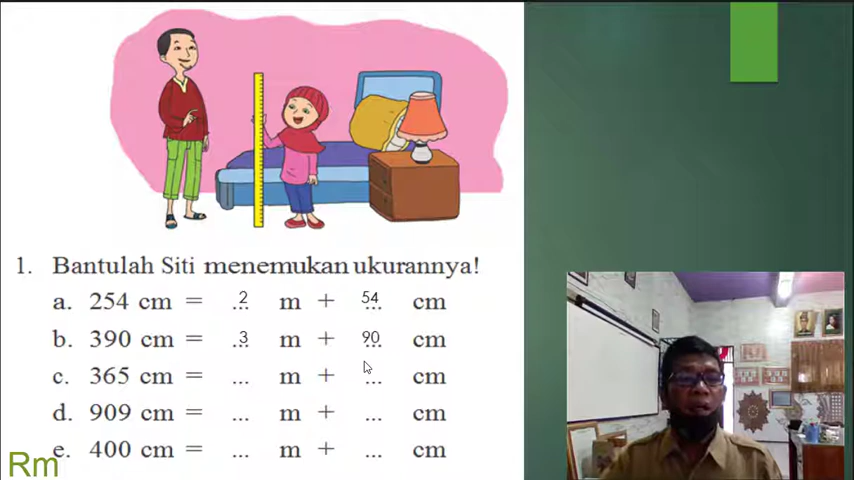 1. Bantulah Siti menemukan ukurannya!
a. 254 cm = 2 m + 54 cm
b. 390 cm = 3 m + 90 cm
c. 365 cm = ... m + ... cm
d. 909 cm = ... m + ... cm
e. 400 cm = ... m + ... cm
Rm